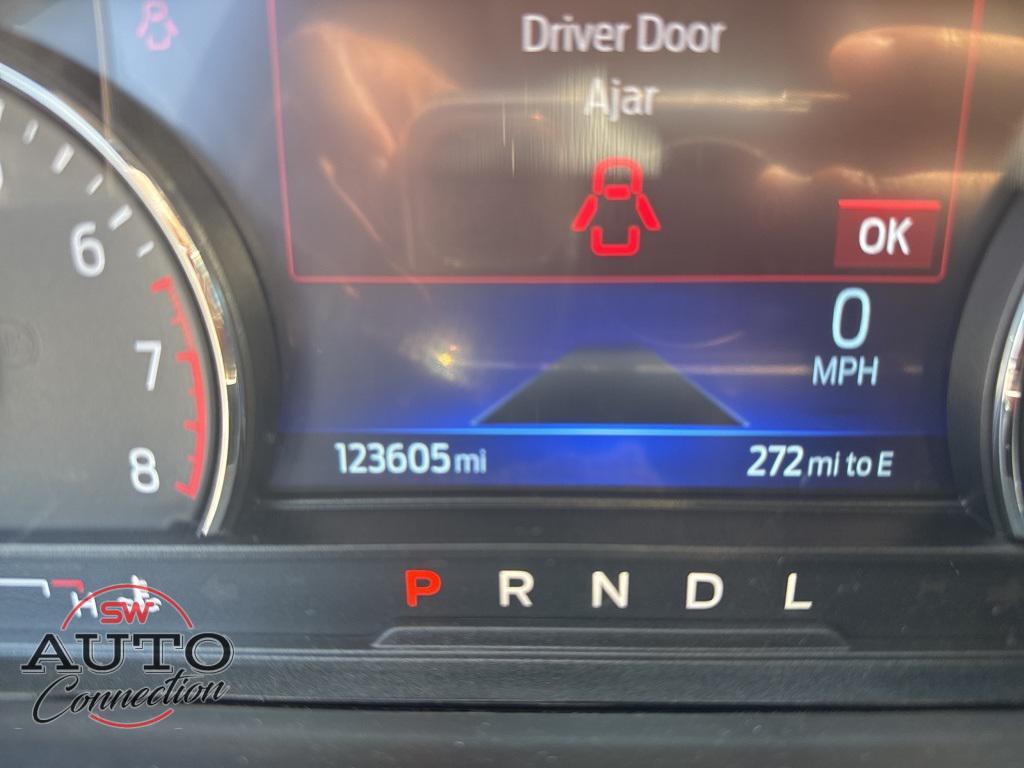 Driver Door
Ajar
OK
6
7
8
0
MPH
123605 mi
272 mi to E
P R N D L
H
SW
AUTO
Connection